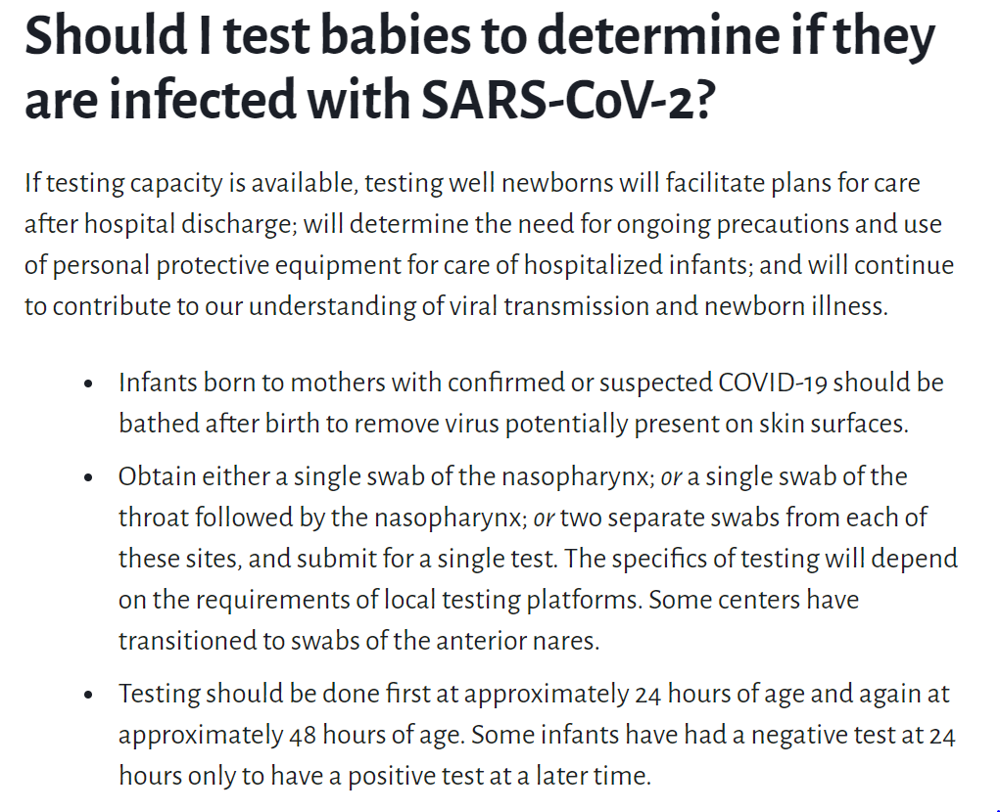 Should I test babies to determine if they
are infected with SARS-CoV-2?
If testing capacity is available, testing well newborns will facilitate plans for care
after hospital discharge; will determine the need for ongoing precautions and use
of personal protective equipment for care of hospitalized infants; and will continue
to contribute to our understanding of viral transmission and newborn illness.
• Infants born to mothers with confirmed or suspected COVID-19 should be
bathed after birth to remove virus potentially present on skin surfaces.
• Obtain either a single swab of the nasopharynx; or a single swab of the
throat followed by the nasopharynx; or two separate swabs from each of
these sites, and submit for a single test. The specifics of testing will depend
on the requirements of local testing platforms. Some centers have
transitioned to swabs of the anterior nares.
• Testing should be done first at approximately 24 hours of age and again at
approximately 48 hours of age. Some infants have had a negative test at 24
hours only to have a positive test at a later time.